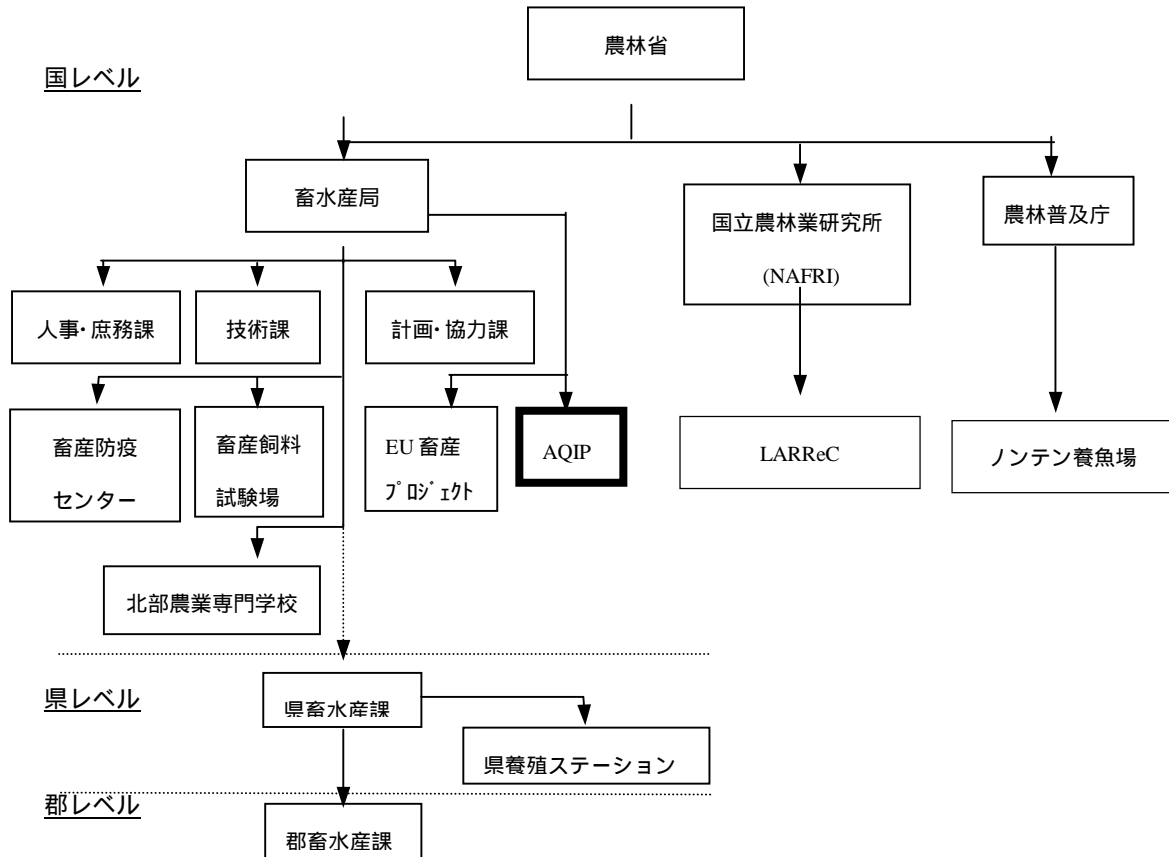 農林省
国レベル
畜水産局
国立農林業研究所
(NAFRI)
農林普及庁
人事・庶務課
技術課
計画・協力課
畜産防疫
センター
畜産飼料
試験場
EU 畜産
ﾌﾟﾛｼﾞｪｸﾄ
AQIP
LARReC
ノンテン養魚場
北部農業専門学校
県レベル
県畜水産課
県養殖ステーション
郡レベル
郡畜水産課